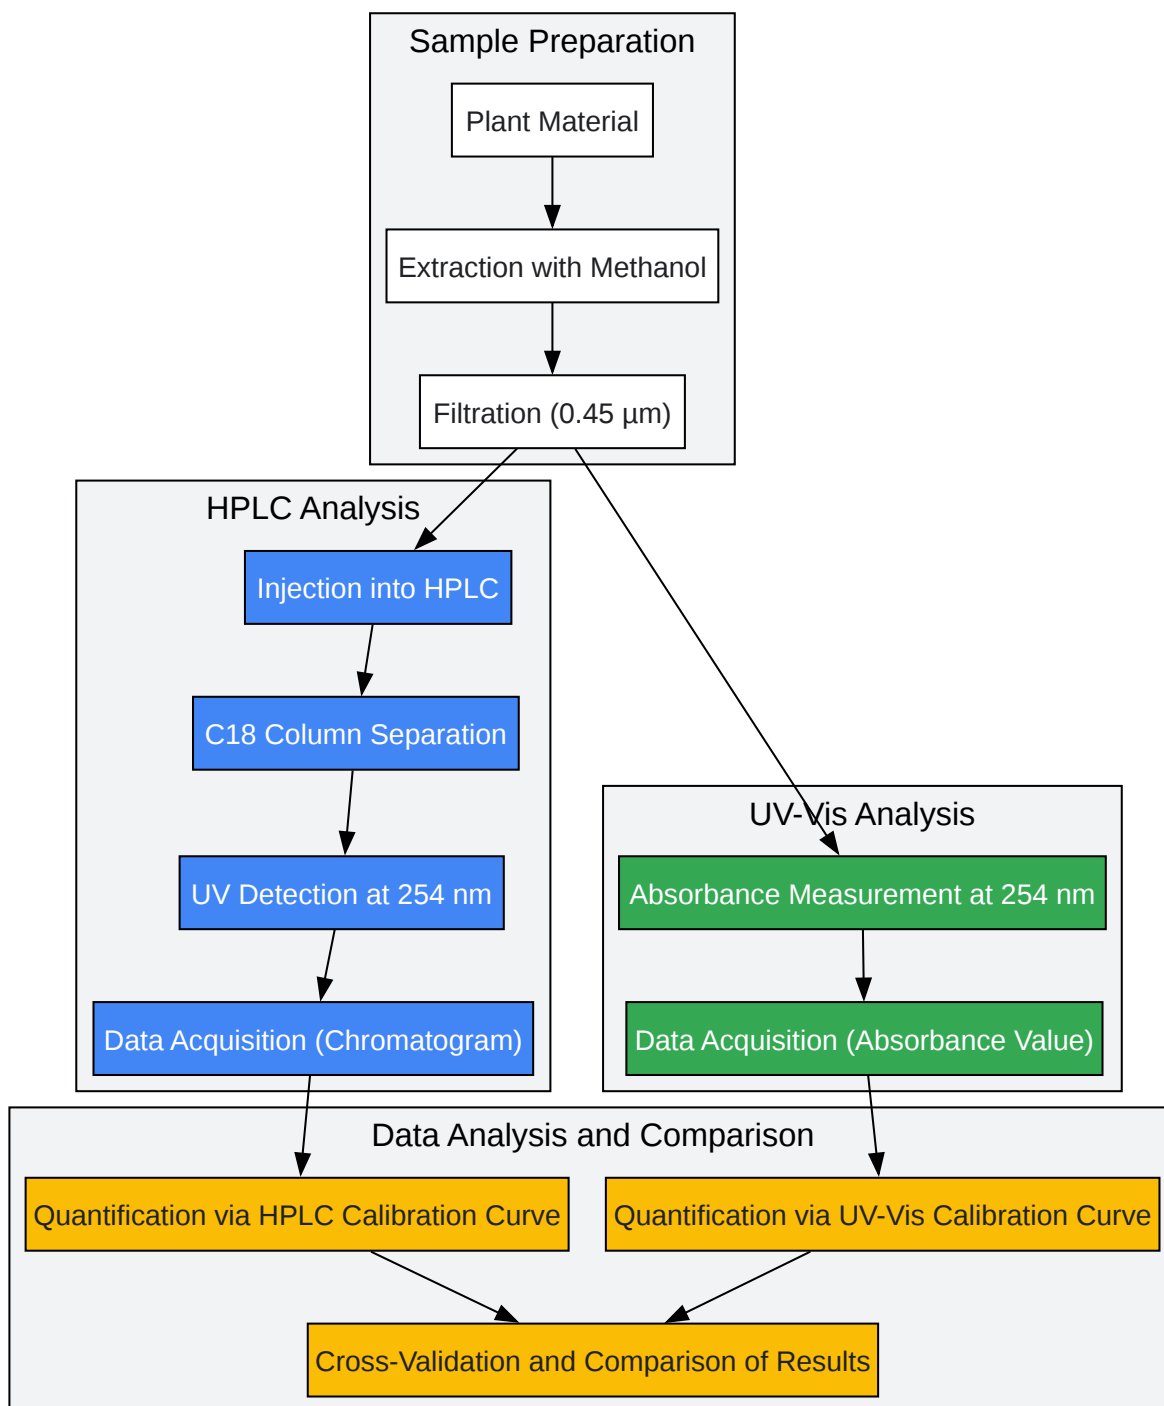 Sample Preparation
Plant Material
Extraction with Methanol
Filtration (0.45 µm)
HPLC Analysis
Injection into HPLC
C18 Column Separation
UV Detection at 254 nm
Data Acquisition (Chromatogram)
UV-Vis Analysis
Absorbance Measurement at 254 nm
Data Acquisition (Absorbance Value)
Data Analysis and Comparison
Quantification via HPLC Calibration Curve
Quantification via UV-Vis Calibration Curve
Cross-Validation and Comparison of Results